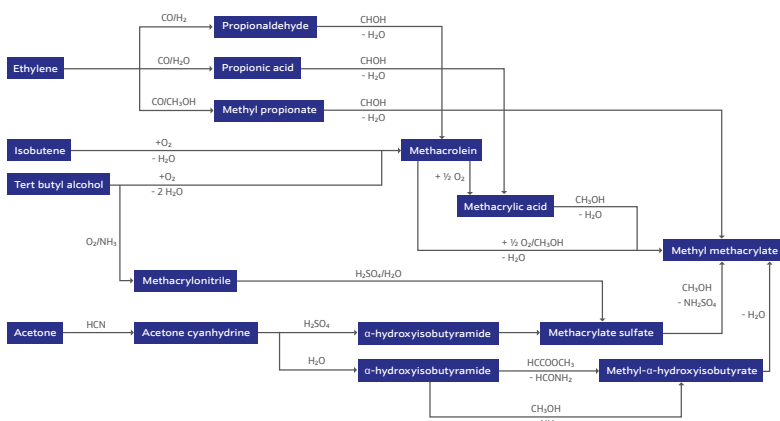 CO/H₂
Propionaldehyde
CHOH
- H₂O
Ethylene
CO/H₂O
Propionic acid
CHOH
- H₂O
CO/CH₃OH
Methyl propionate
CHOH
- H₂O
Isobutene
+O₂
- H₂O
Methacrolein
Tert butyl alcohol
+O₂
- 2 H₂O
+ ½ O₂
Methacrylic acid
CH₃OH
- H₂O
O₂/NH₃
+ ½ O₂/CH₃OH
- H₂O
Methyl methacrylate
Methacrylonitrile
H₂SO₄/H₂O
CH₃OH
- NH₂SO₄
- H₂O
Acetone
HCN
Acetone cyanhydrine
H₂SO₄
α-hydroxyisobutyramide
Methacrylate sulfate
H₂O
α-hydroxyisobutyramide
HCCOOCH₃
- HCONH₂
Methyl-α-hydroxyisobutyrate
CH₃OH